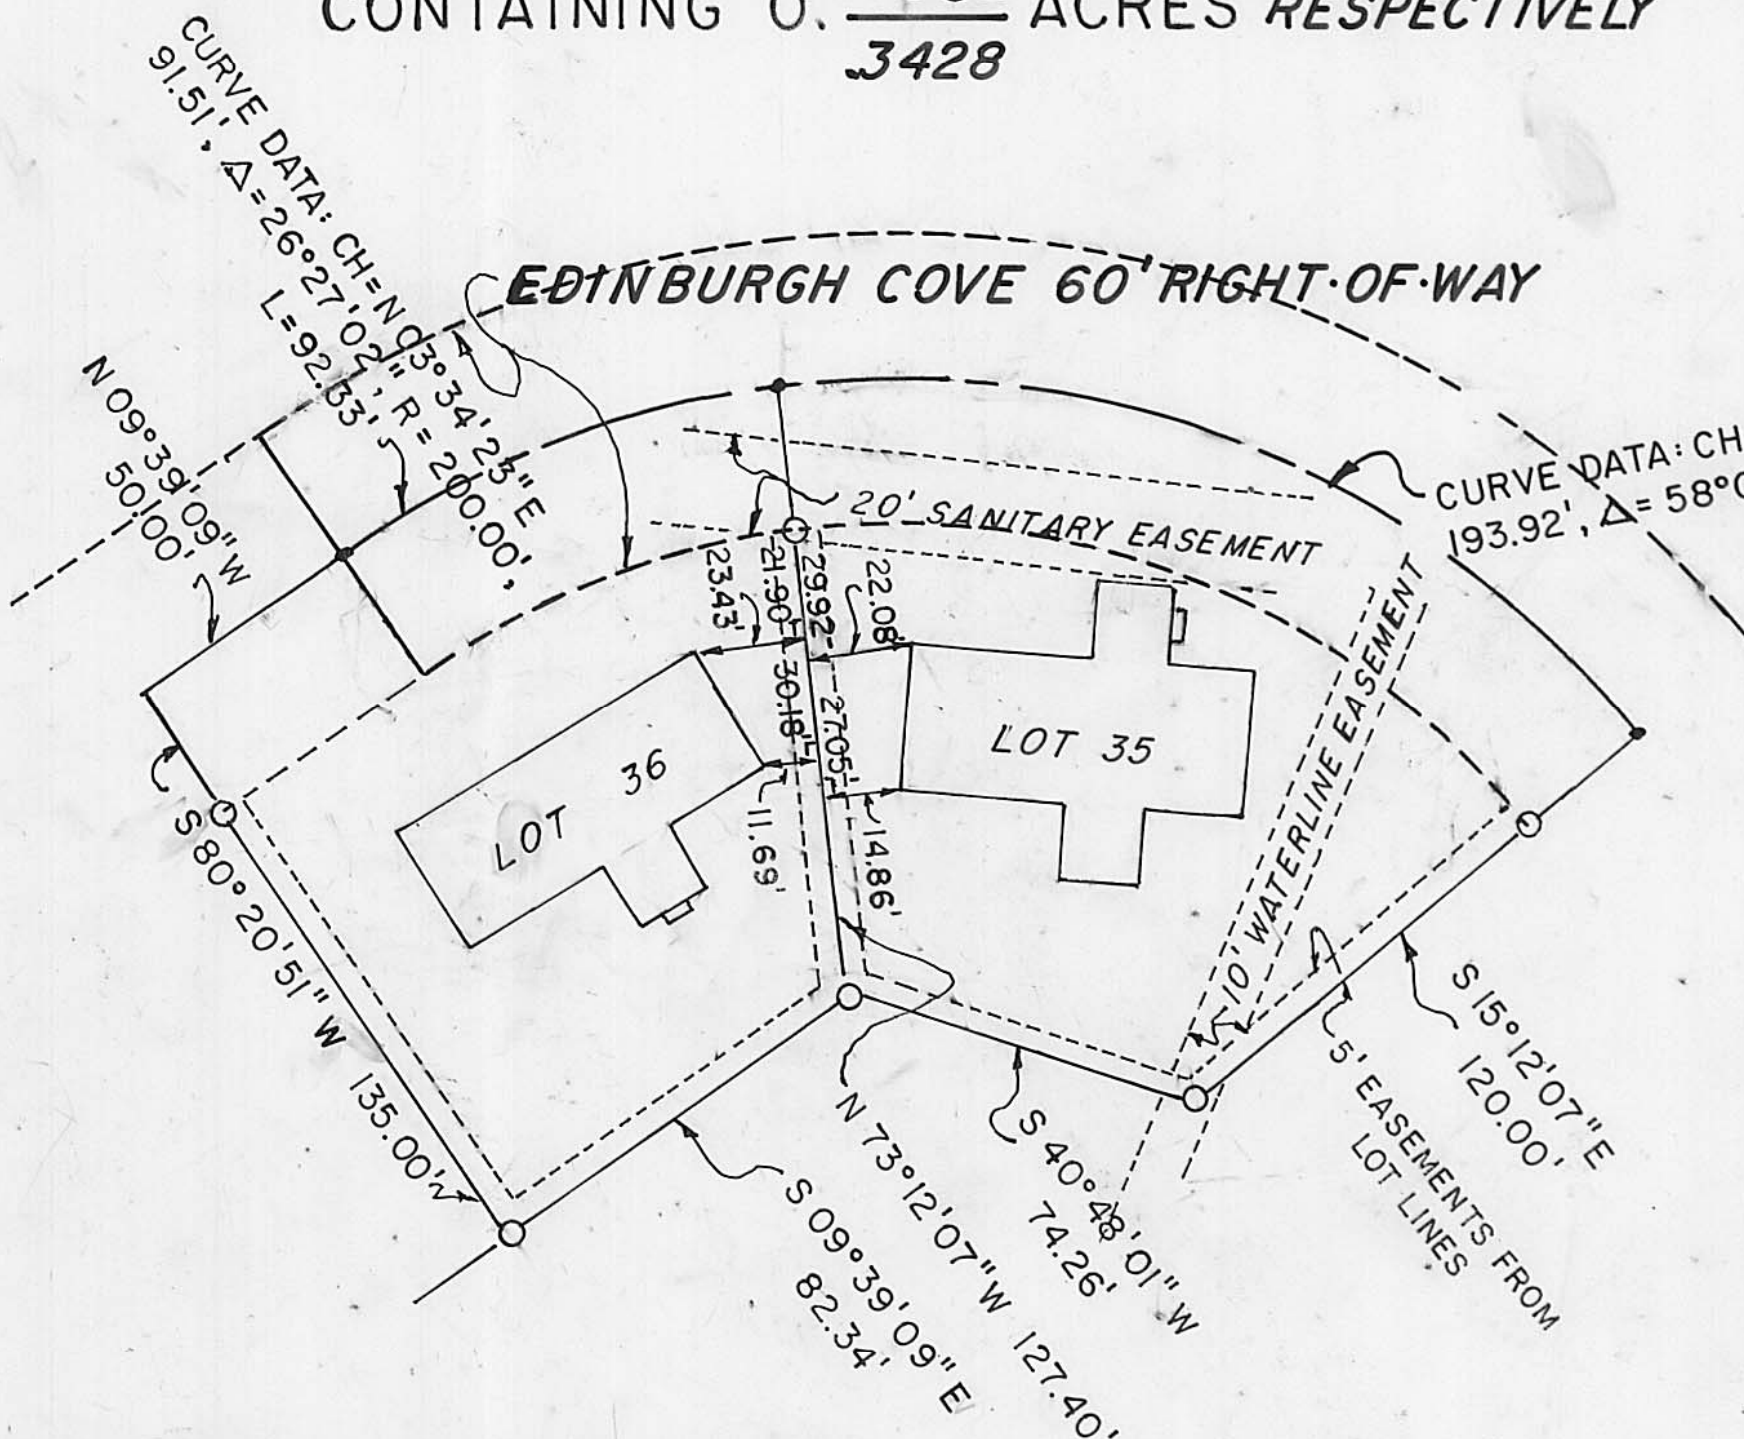 CONTAINING 0. ACRES RESPECTIVELY
.3428
CURVE DATA: CH=N 03°34'23"E
91.51', Δ=26°27'02", R=200.00',
L=92.33'
EDINBURGH COVE 60' RIGHT·OF·WAY
N 09°39'09"W
50.00'
CURVE DATA: CH
193.92', Δ= 58°0
20' SANITARY EASEMENT
23.43'
21.90'
29.92'
22.08'
30.18'
27.05'
11.69'
14.86'
LOT 36
LOT 35
10' WATERLINE EASEMENT
S 80°20'51" W 135.00'
S 15°12'07"E
120.00'
5' EASEMENTS FROM
LOT LINES
S 40°48'01" W
74.26'
N 73°12'07"W 127.40'
S 09°39'09"E
82.34'